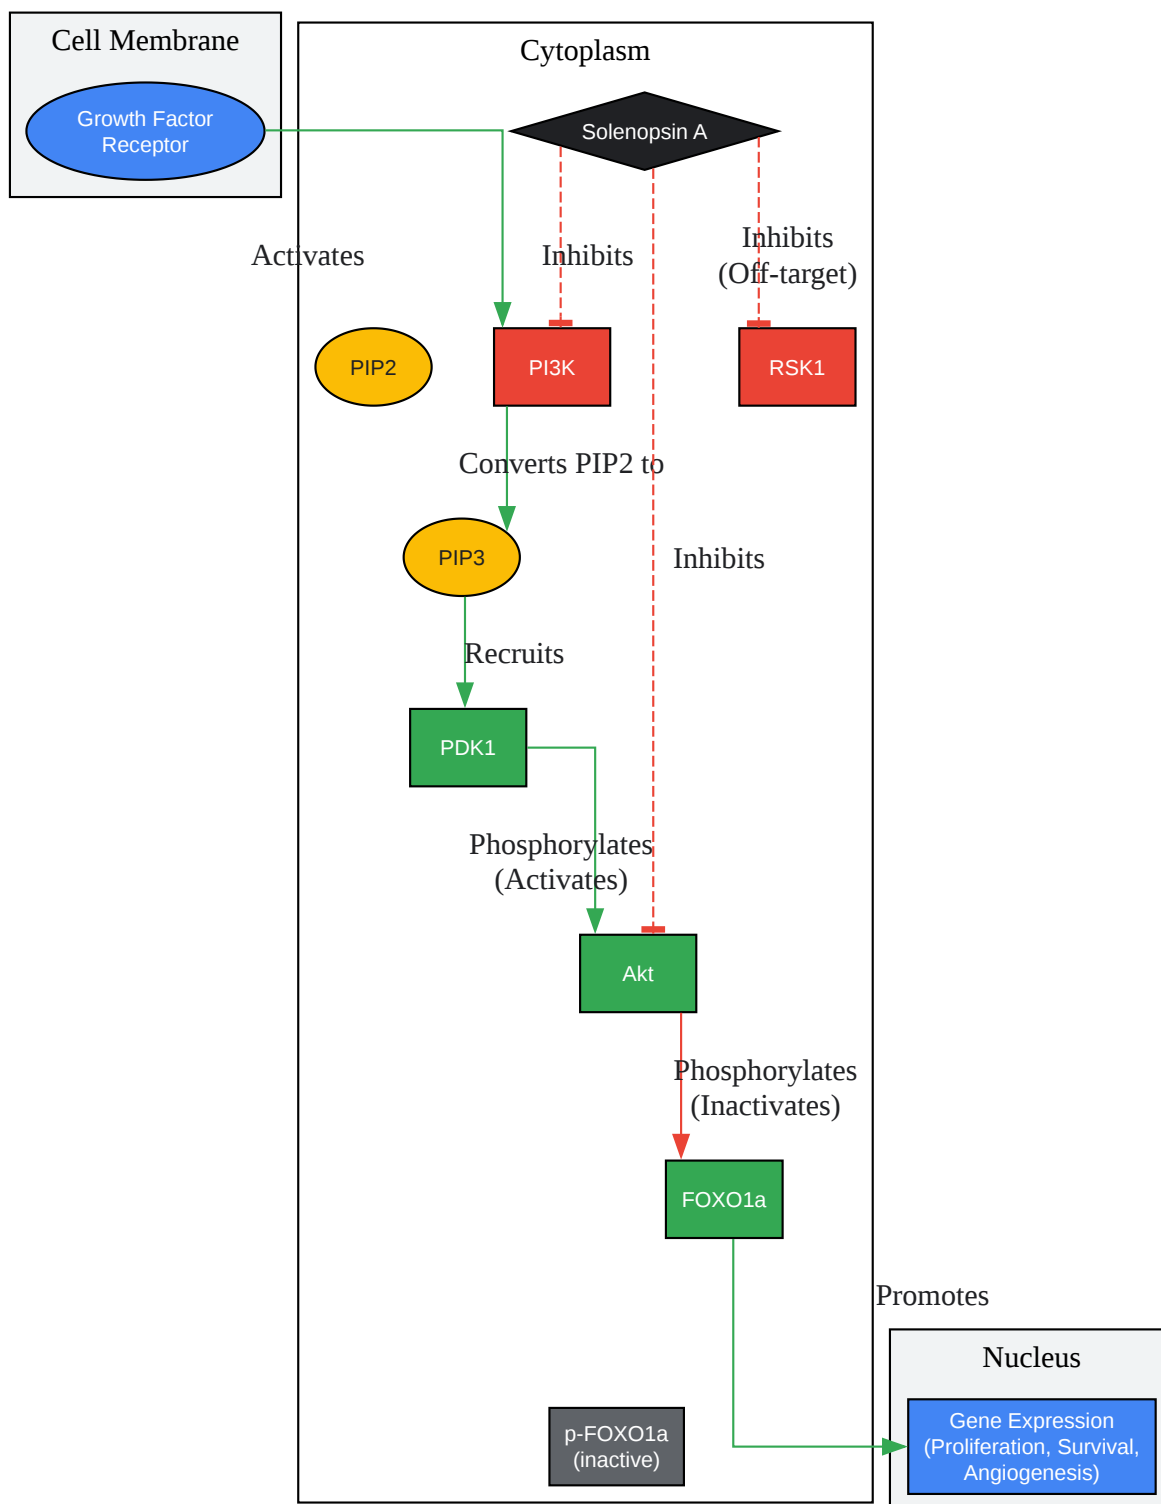 Cell Membrane
Cytoplasm
Growth Factor
Receptor
Solenopsin A
Activates
Inhibits
Inhibits
(Off-target)
PIP2
PI3K
RSK1
Converts PIP2 to
PIP3
Inhibits
Recruits
PDK1
Phosphorylates
(Activates)
Akt
Phosphorylates
(Inactivates)
FOXO1a
Promotes
Nucleus
Gene Expression
(Proliferation, Survival,
Angiogenesis)
p-FOXO1a
(inactive)